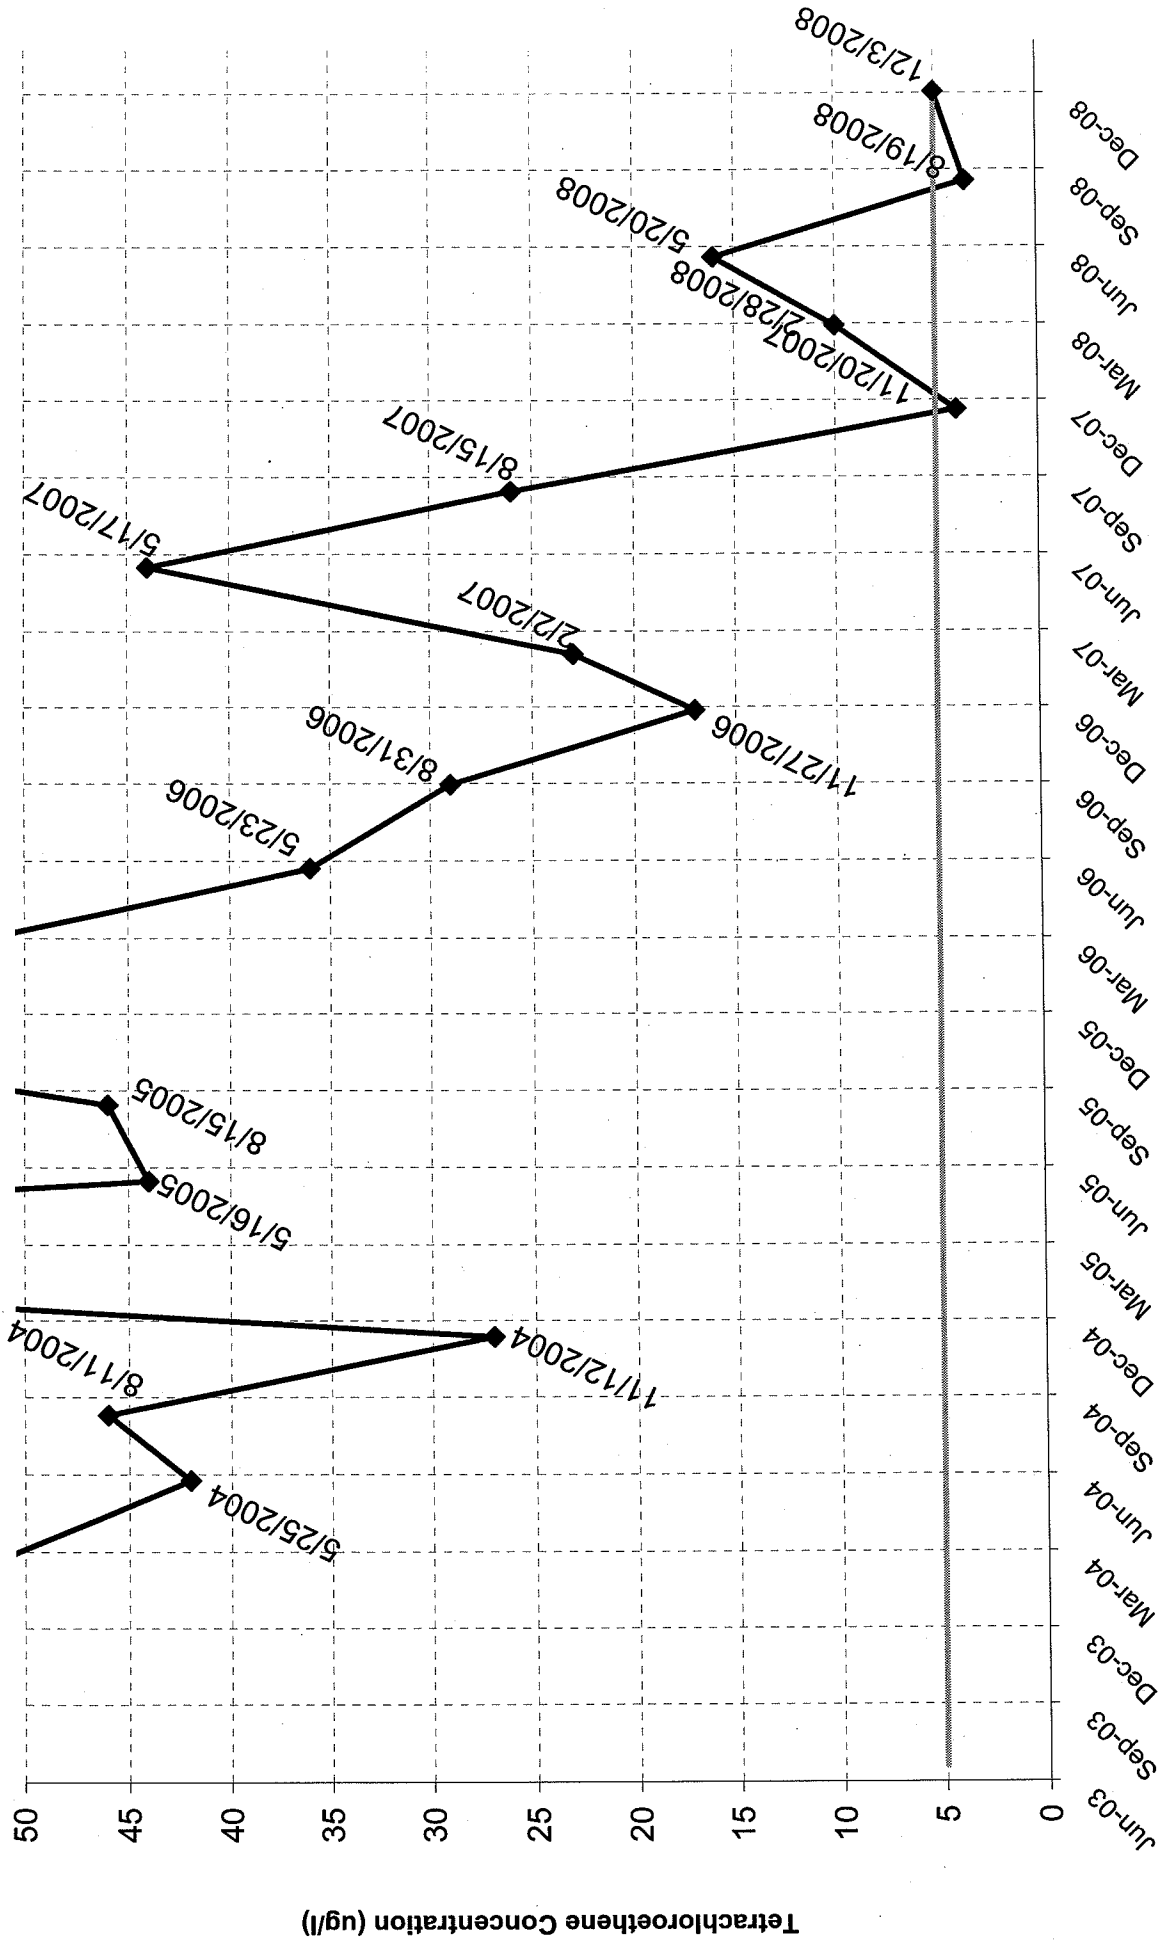 Tetrachloroethene Concentration (ug/l)
50
45
40
35
30
25
20
15
10
5
0
Jun-03
Sep-03
Dec-03
Mar-04
Jun-04
Sep-04
Dec-04
Mar-05
Jun-05
Sep-05
Dec-05
Mar-06
Jun-06
Sep-06
Dec-06
Mar-07
Jun-07
Sep-07
Dec-07
Mar-08
Jun-08
Sep-08
Dec-08
5/25/2004
8/11/2004
11/12/2004
5/16/2005
8/15/2005
5/23/2006
8/31/2006
11/27/2006
2/2/2007
5/17/2007
8/15/2007
11/20/2007
2/28/2008
5/20/2008
8/19/2008
12/3/2008